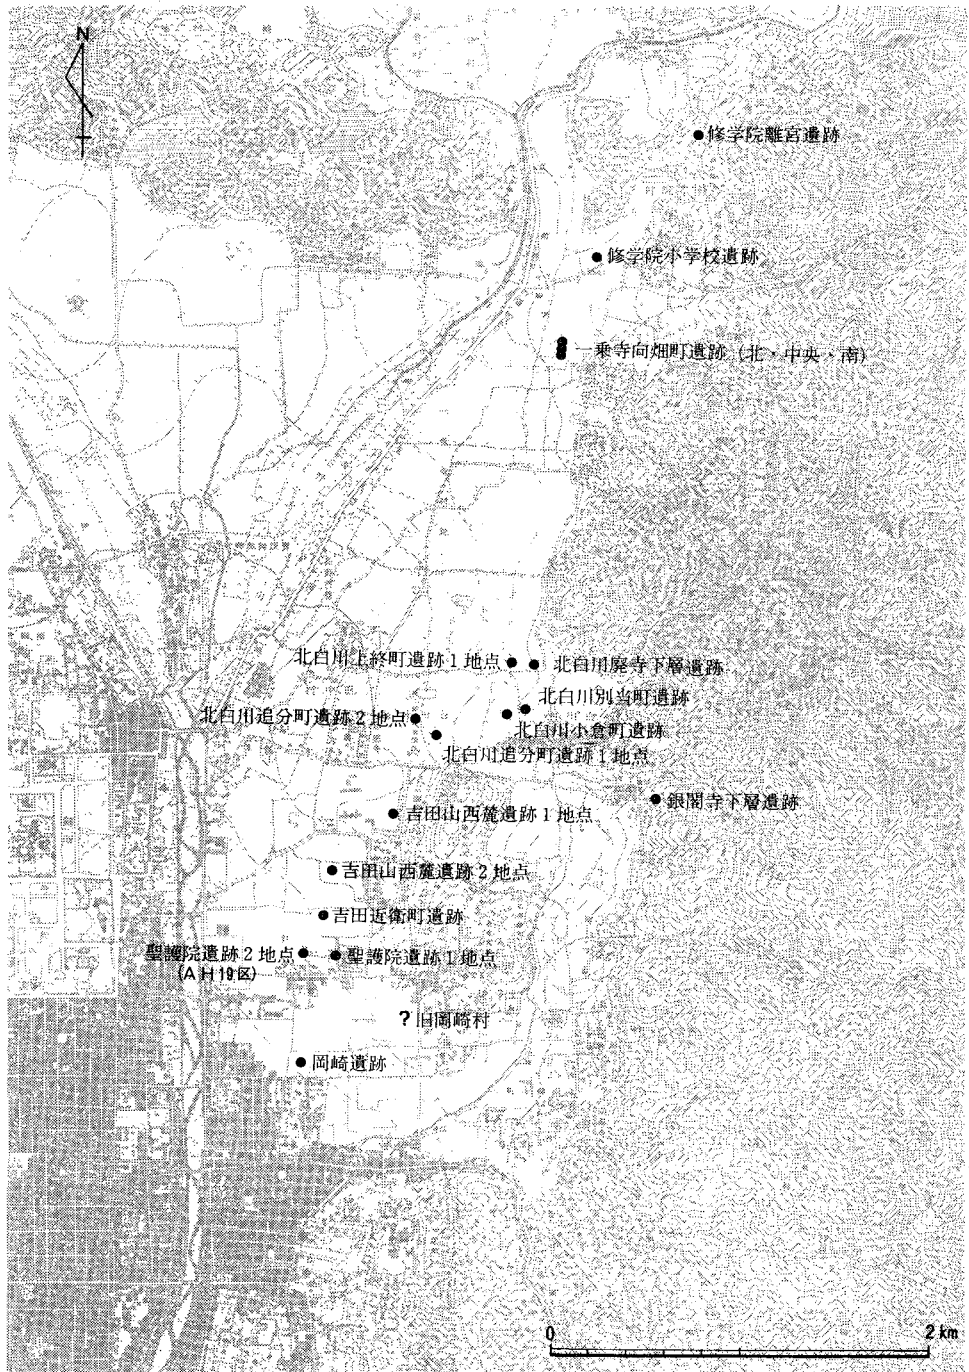 N
●修学院離宮遺跡
●修学院小学校遺跡
一乗寺向畑町遺跡 (北・中央・南)
北白川上終町遺跡1地点●
● 北白川廃寺下層遺跡
北白川別当町遺跡
北白川追分町遺跡2地点●
北白川小倉町遺跡
北白川追分町遺跡1地点
●銀閣寺下層遺跡
●吉田山西麓遺跡1地点
●吉田山西麓遺跡2地点
●吉田近衛町遺跡
聖護院遺跡2地点●
(AH19区)
●聖護院遺跡1地点
?旧岡崎村
●岡崎遺跡
0
2 km